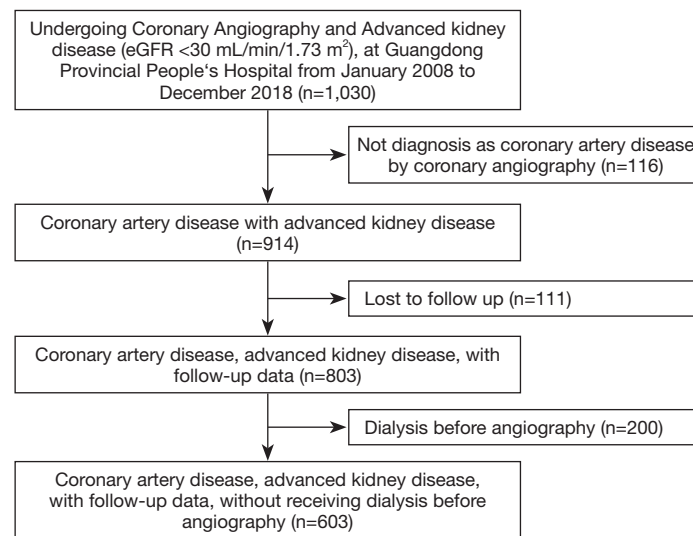 Undergoing Coronary Angiography and Advanced kidney
disease (eGFR <30 mL/min/1.73 m²), at Guangdong
Provincial People‘s Hospital from January 2008 to
December 2018 (n=1,030)
Not diagnosis as coronary artery disease
by coronary angiography (n=116)
Coronary artery disease with advanced kidney disease
(n=914)
Lost to follow up (n=111)
Coronary artery disease, advanced kidney disease, with
follow-up data (n=803)
Dialysis before angiography (n=200)
Coronary artery disease, advanced kidney disease,
with follow-up data, without receiving dialysis before
angiography (n=603)